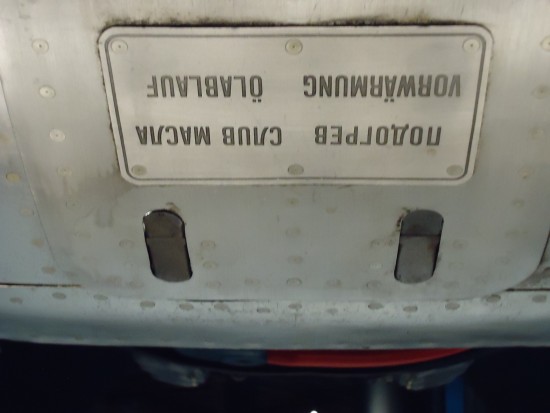 ПОДОГРЕВ СЛИВ МАСЛА
VORWÄRMUNG ÖLABLAUF